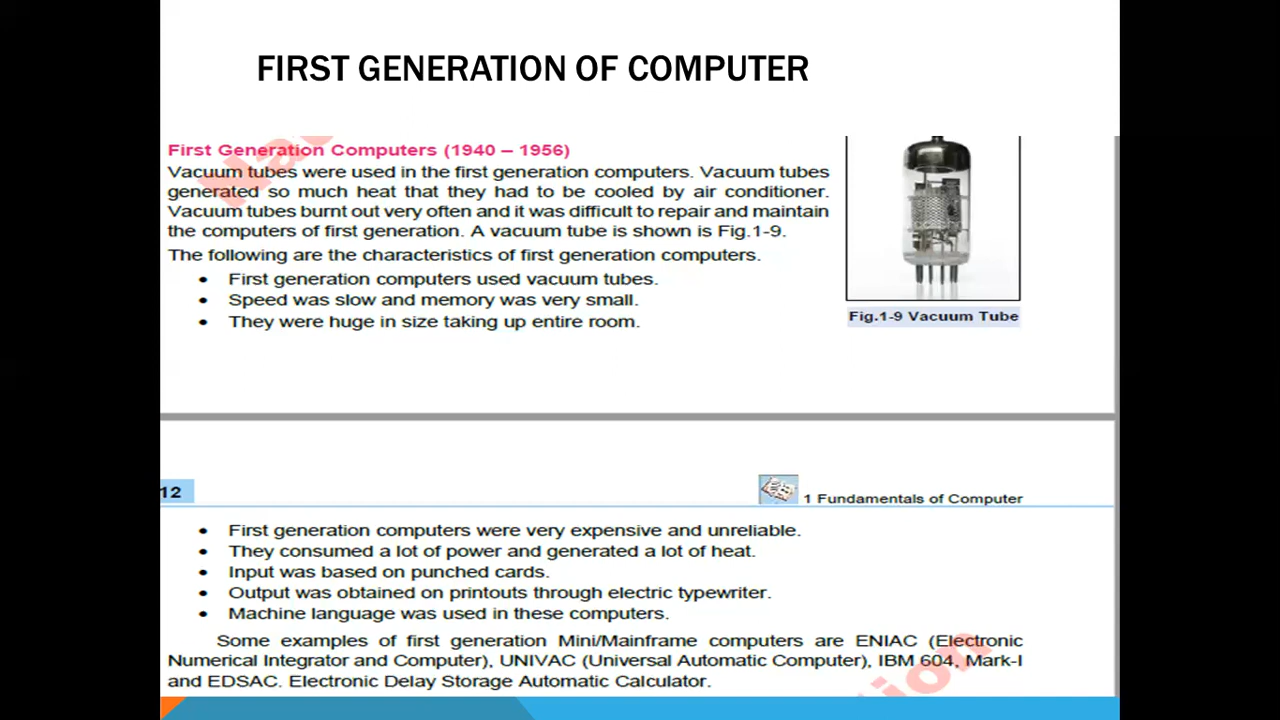 FIRST GENERATION OF COMPUTER
First Generation Computers (1940 – 1956)
Vacuum tubes were used in the first generation computers. Vacuum tubes
generated so much heat that they had to be cooled by air conditioner.
Vacuum tubes burnt out very often and it was difficult to repair and maintain
the computers of first generation. A vacuum tube is shown is Fig.1-9.
The following are the characteristics of first generation computers.
• First generation computers used vacuum tubes.
• Speed was slow and memory was very small.
• They were huge in size taking up entire room.
Fig.1-9 Vacuum Tube
12
1 Fundamentals of Computer
• First generation computers were very expensive and unreliable.
• They consumed a lot of power and generated a lot of heat.
• Input was based on punched cards.
• Output was obtained on printouts through electric typewriter.
• Machine language was used in these computers.
Some examples of first generation Mini/Mainframe computers are ENIAC (Electronic
Numerical Integrator and Computer), UNIVAC (Universal Automatic Computer), IBM 604, Mark-I
and EDSAC. Electronic Delay Storage Automatic Calculator.